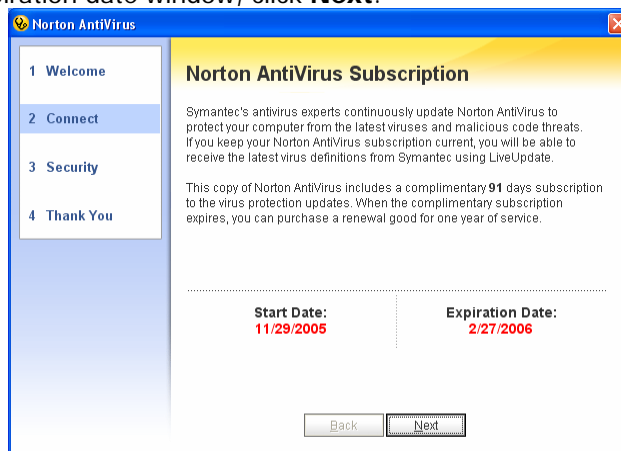 piration date window, click Next.
Norton AntiVirus
1 Welcome
2 Connect
3 Security
4 Thank You
Norton AntiVirus Subscription
Symantec's antivirus experts continuously update Norton AntiVirus to
protect your computer from the latest viruses and malicious code threats.
If you keep your Norton AntiVirus subscription current, you will be able to
receive the latest virus definitions from Symantec using LiveUpdate.
This copy of Norton AntiVirus includes a complimentary 91 days subscription
to the virus protection updates. When the complimentary subscription
expires, you can purchase a renewal good for one year of service.
Start Date:
11/29/2005
Expiration Date:
2/27/2006
Back
Next